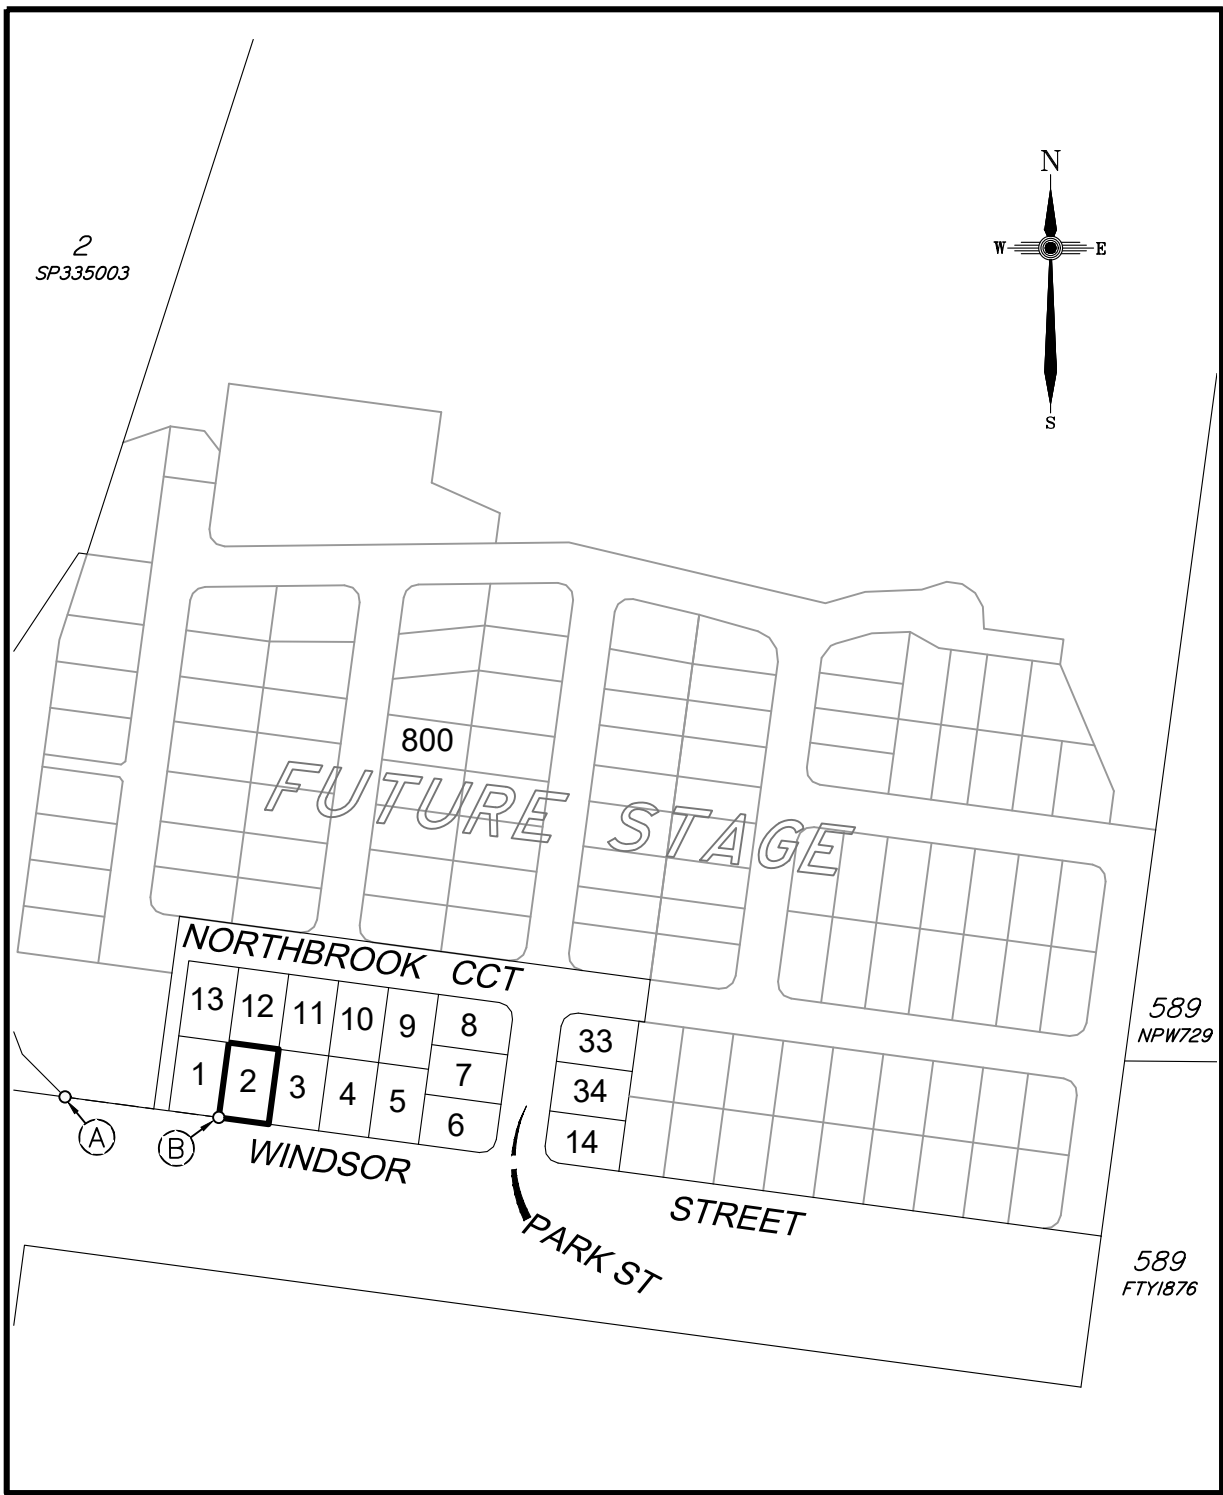 N
W E
S
2
SP335003
800
FUTURE STAGE
NORTHBROOK CCT
13 12 11 10 9 8
7
1 2 3 4 5 6
33
34
14
589
NPW729
A
B
WINDSOR
STREET
PARK ST
589
FTY1876